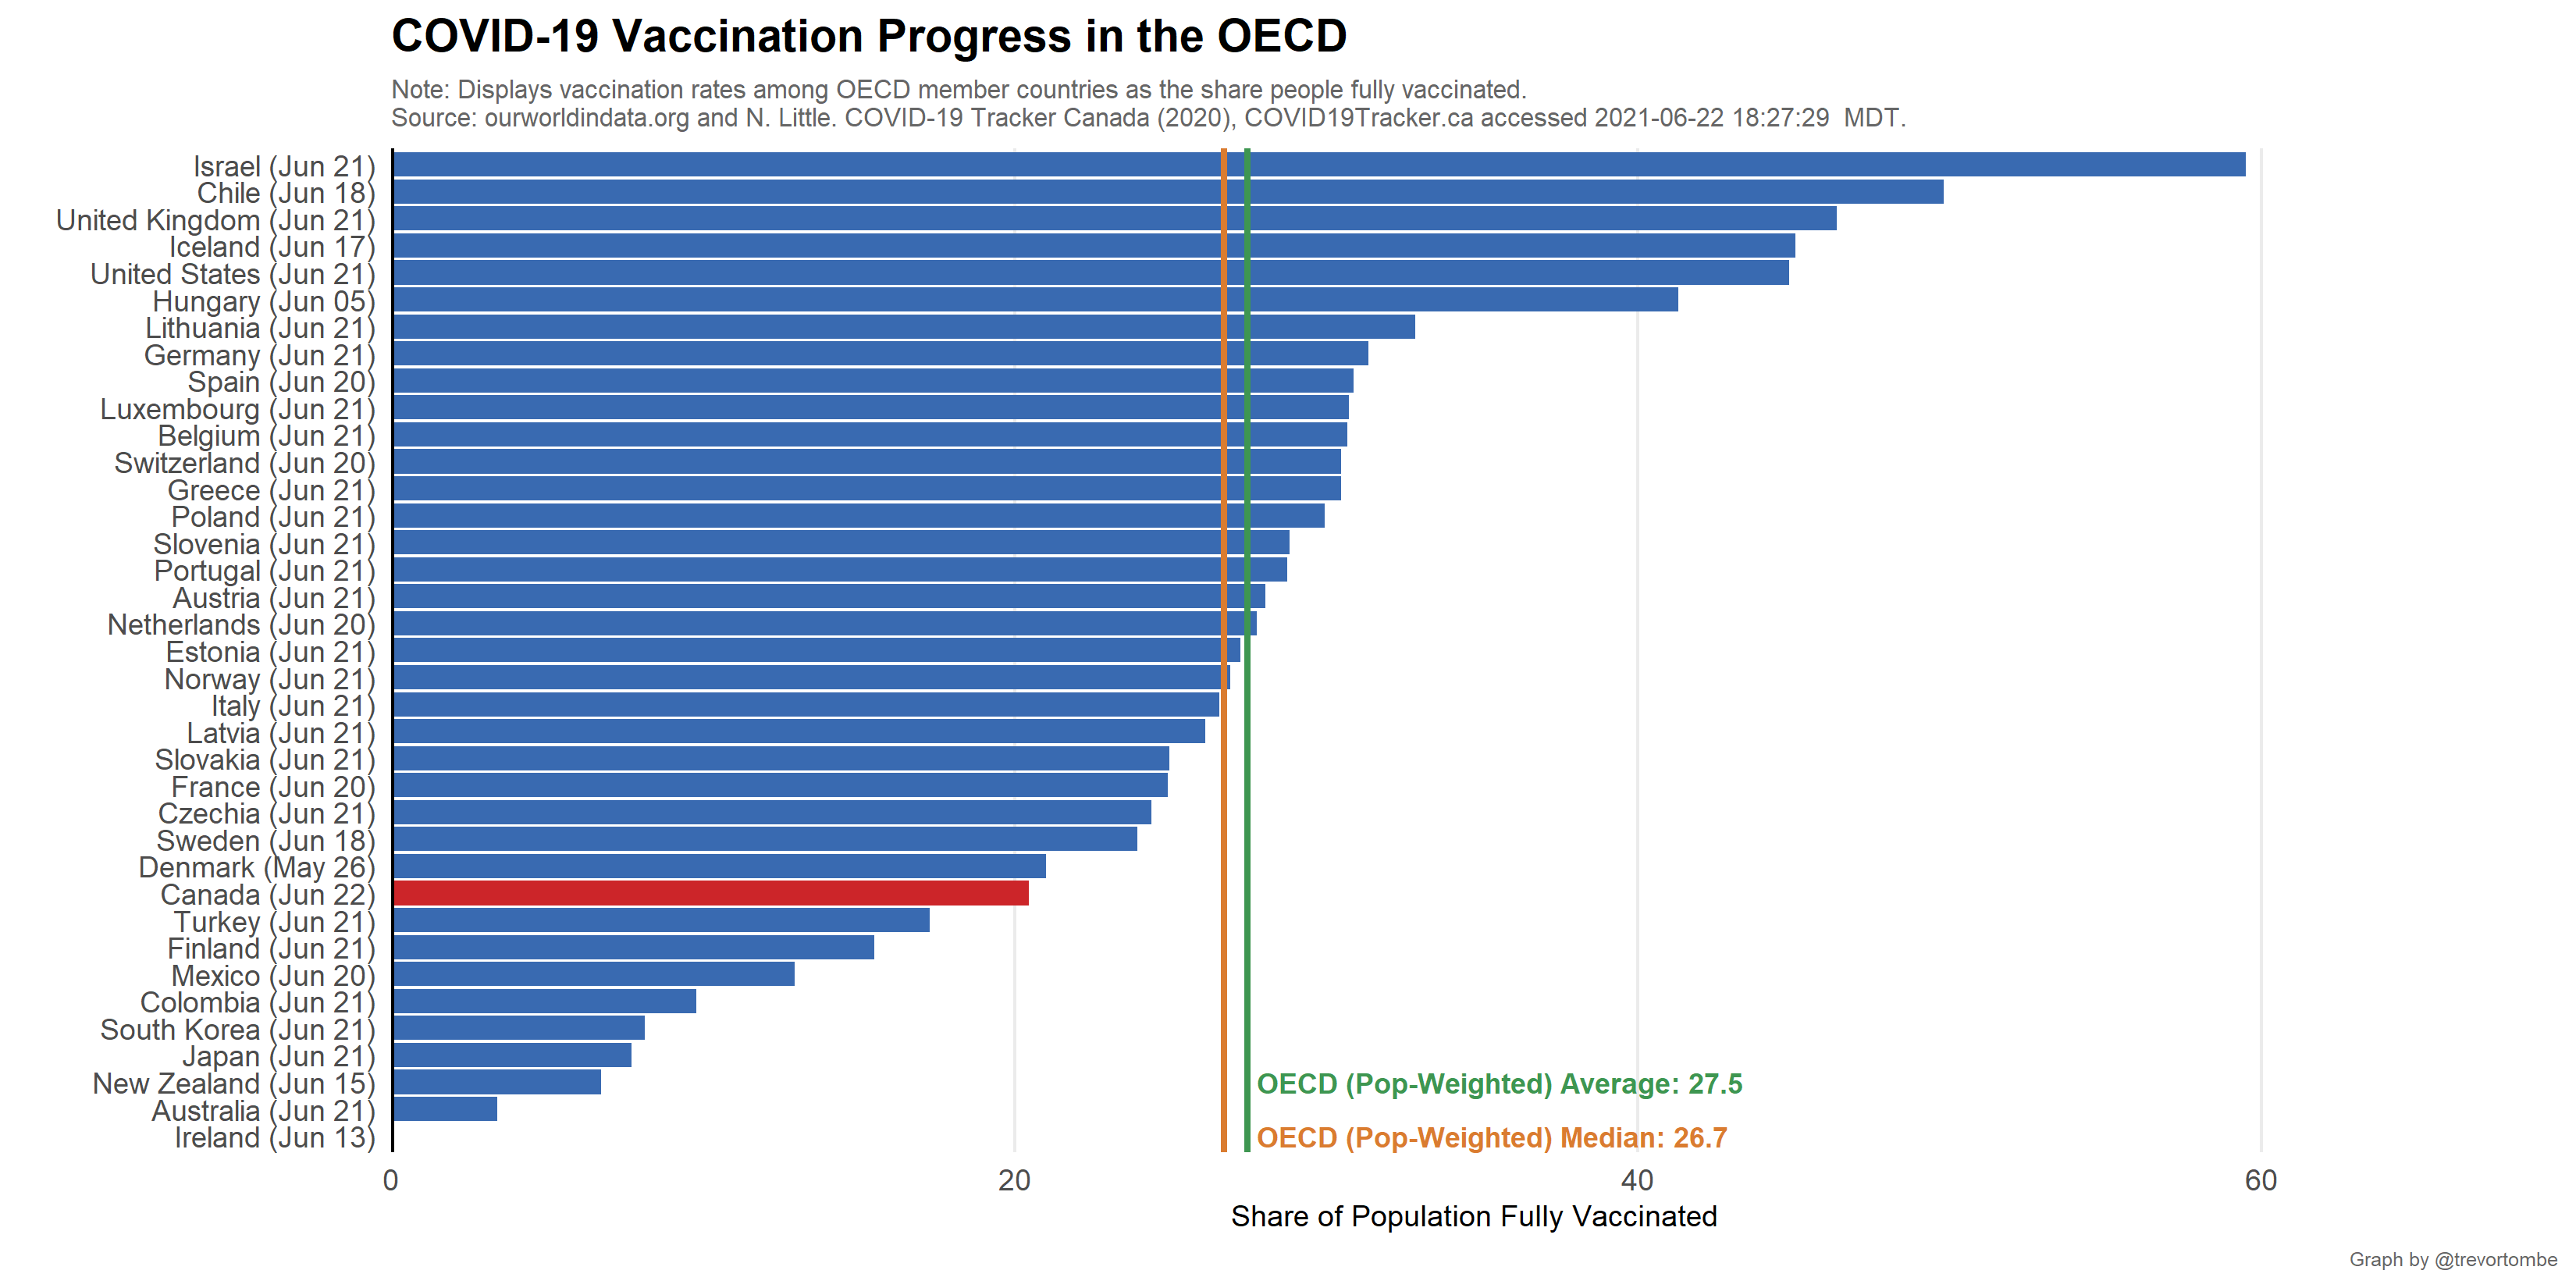 COVID-19 Vaccination Progress in the OECD
Note: Displays vaccination rates among OECD member countries as the share people fully vaccinated.
Source: ourworldindata.org and N. Little. COVID-19 Tracker Canada (2020), COVID19Tracker.ca accessed 2021-06-22 18:27:29  MDT.
Israel (Jun 21)
Chile (Jun 18)
United Kingdom (Jun 21)
Iceland (Jun 17)
United States (Jun 21)
Hungary (Jun 05)
Lithuania (Jun 21)
Germany (Jun 21)
Spain (Jun 20)
Luxembourg (Jun 21)
Belgium (Jun 21)
Switzerland (Jun 20)
Greece (Jun 21)
Poland (Jun 21)
Slovenia (Jun 21)
Portugal (Jun 21)
Austria (Jun 21)
Netherlands (Jun 20)
Estonia (Jun 21)
Norway (Jun 21)
Italy (Jun 21)
Latvia (Jun 21)
Slovakia (Jun 21)
France (Jun 20)
Czechia (Jun 21)
Sweden (Jun 18)
Denmark (May 26)
Canada (Jun 22)
Turkey (Jun 21)
Finland (Jun 21)
Mexico (Jun 20)
Colombia (Jun 21)
South Korea (Jun 21)
Japan (Jun 21)
New Zealand (Jun 15)
OECD (Pop-Weighted) Average: 27.5
Australia (Jun 21)
Ireland (Jun 13)
OECD (Pop-Weighted) Median: 26.7
0 20 40 60
Share of Population Fully Vaccinated
Graph by @trevortombe